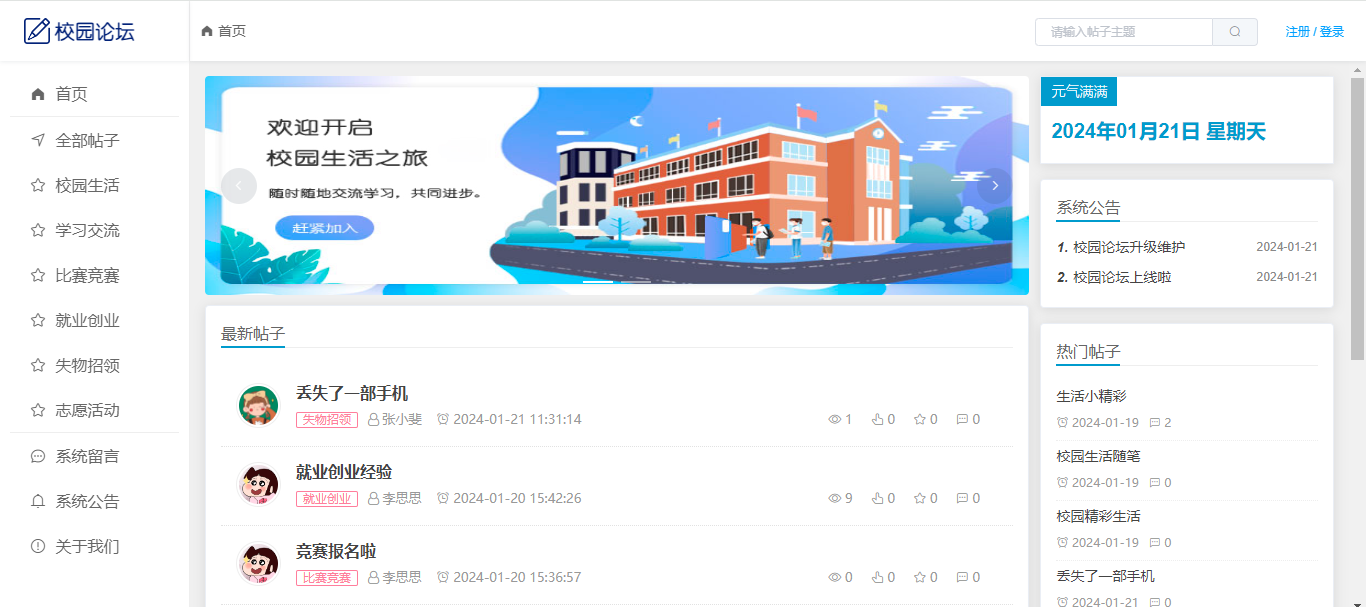 校园论坛
首页
请输入帖子主题
注册 / 登录
首页
全部帖子
校园生活
学习交流
比赛竞赛
就业创业
失物招领
志愿活动
系统留言
系统公告
关于我们
欢迎开启
校园生活之旅
随时随地交流学习，共同进步。
赶紧加入
最新帖子
丢失了一部手机
失物招领 张小斐 2024-01-21 11:31:14 1 0 0 0
就业创业经验
就业创业 李思思 2024-01-20 15:42:26 9 0 0 0
竞赛报名啦
比赛竞赛 李思思 2024-01-20 15:36:57 0 0 0 0
元气满满
2024年01月21日 星期天
系统公告
1. 校园论坛升级维护 2024-01-21
2. 校园论坛上线啦 2024-01-21
热门帖子
生活小精彩
2024-01-19 2
校园生活随笔
2024-01-19 0
校园精彩生活
2024-01-19 0
丢失了一部手机
2024-01-21 0